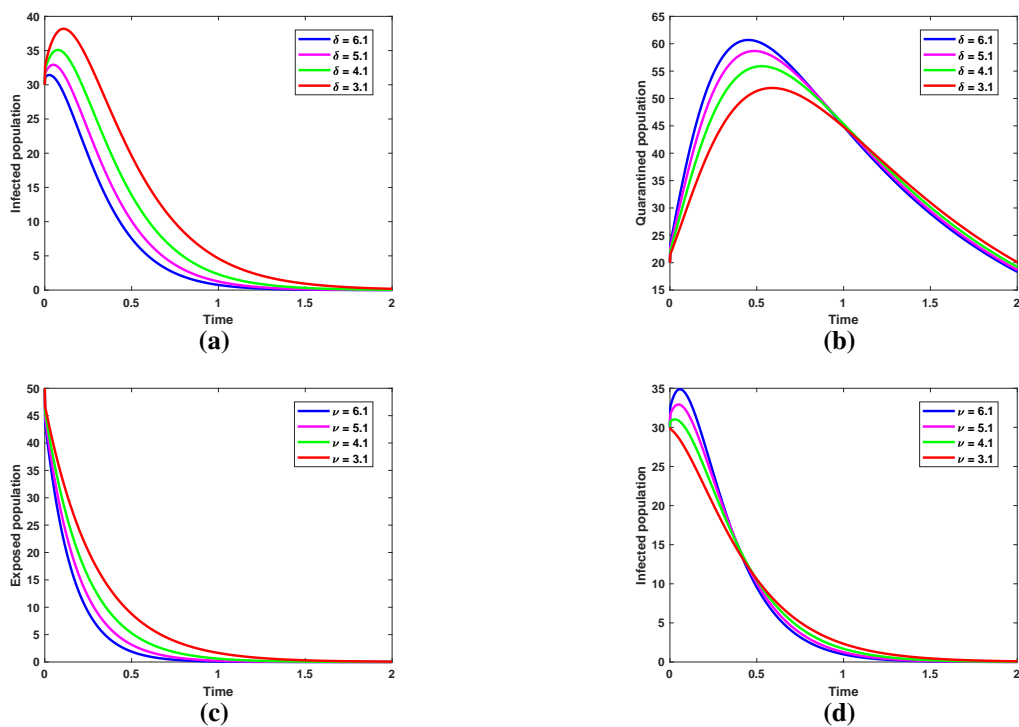 Infected population
40
35
30
25
20
15
10
5
0
0
0.5
1
1.5
2
Time
δ = 6.1
δ = 5.1
δ = 4.1
δ = 3.1
(a)
Quarantined population
65
60
55
50
45
40
35
30
25
20
15
0
0.5
1
1.5
2
Time
δ = 6.1
δ = 5.1
δ = 4.1
δ = 3.1
(b)
Exposed population
50
45
40
35
30
25
20
15
10
5
0
0
0.5
1
1.5
2
Time
ν = 6.1
ν = 5.1
ν = 4.1
ν = 3.1
(c)
Infected population
35
30
25
20
15
10
5
0
0
0.5
1
1.5
2
Time
ν = 6.1
ν = 5.1
ν = 4.1
ν = 3.1
(d)